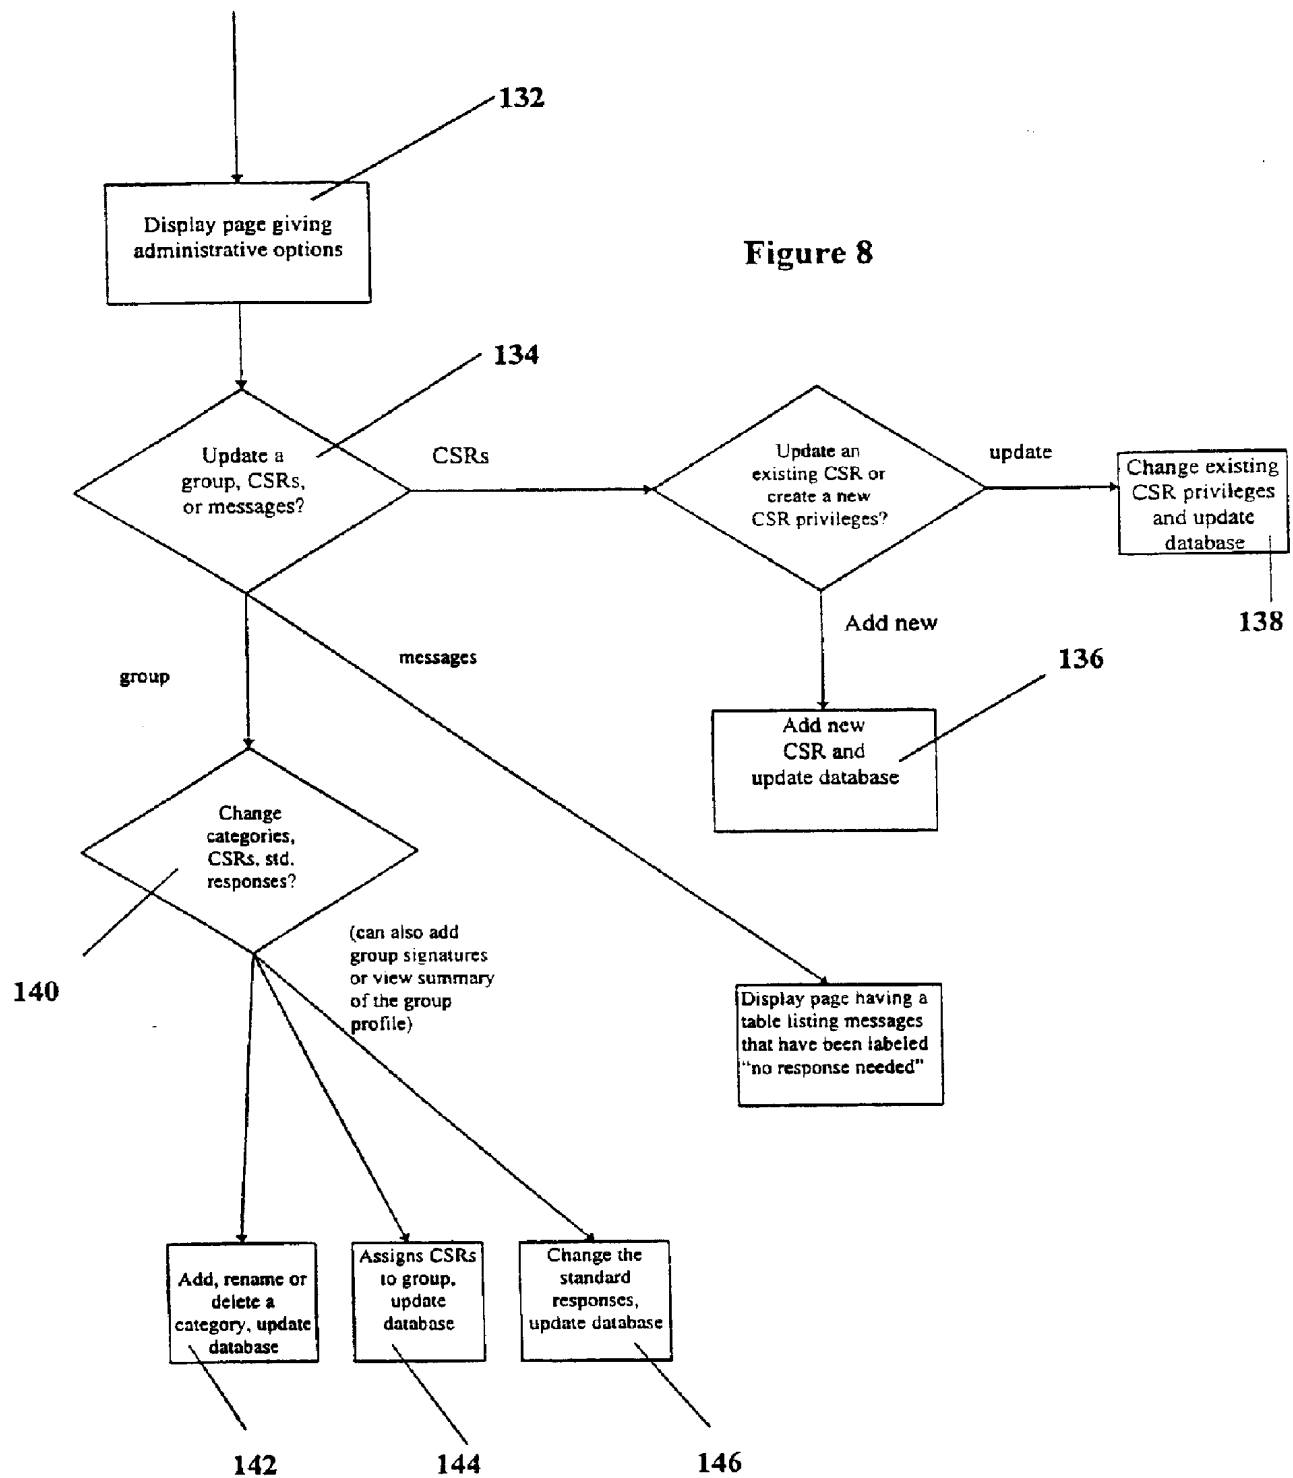 132
Display page giving
administrative options
Figure 8
134
Update a
group, CSRs,
or messages?
CSRs
Update an
existing CSR or
create a new
CSR privileges?
update
Change existing
CSR privileges
and update
database
138
Add new
136
Add new
CSR and
update database
messages
group
Change
categories,
CSRs, std.
responses?
140
(can also add
group signatures
or view summary
of the group
profile)
Display page having a
table listing messages
that have been labeled
"no response needed"
Add, rename or
delete a
category, update
database
Assigns CSRs
to group,
update
database
Change the
standard
responses,
update database
142
144
146